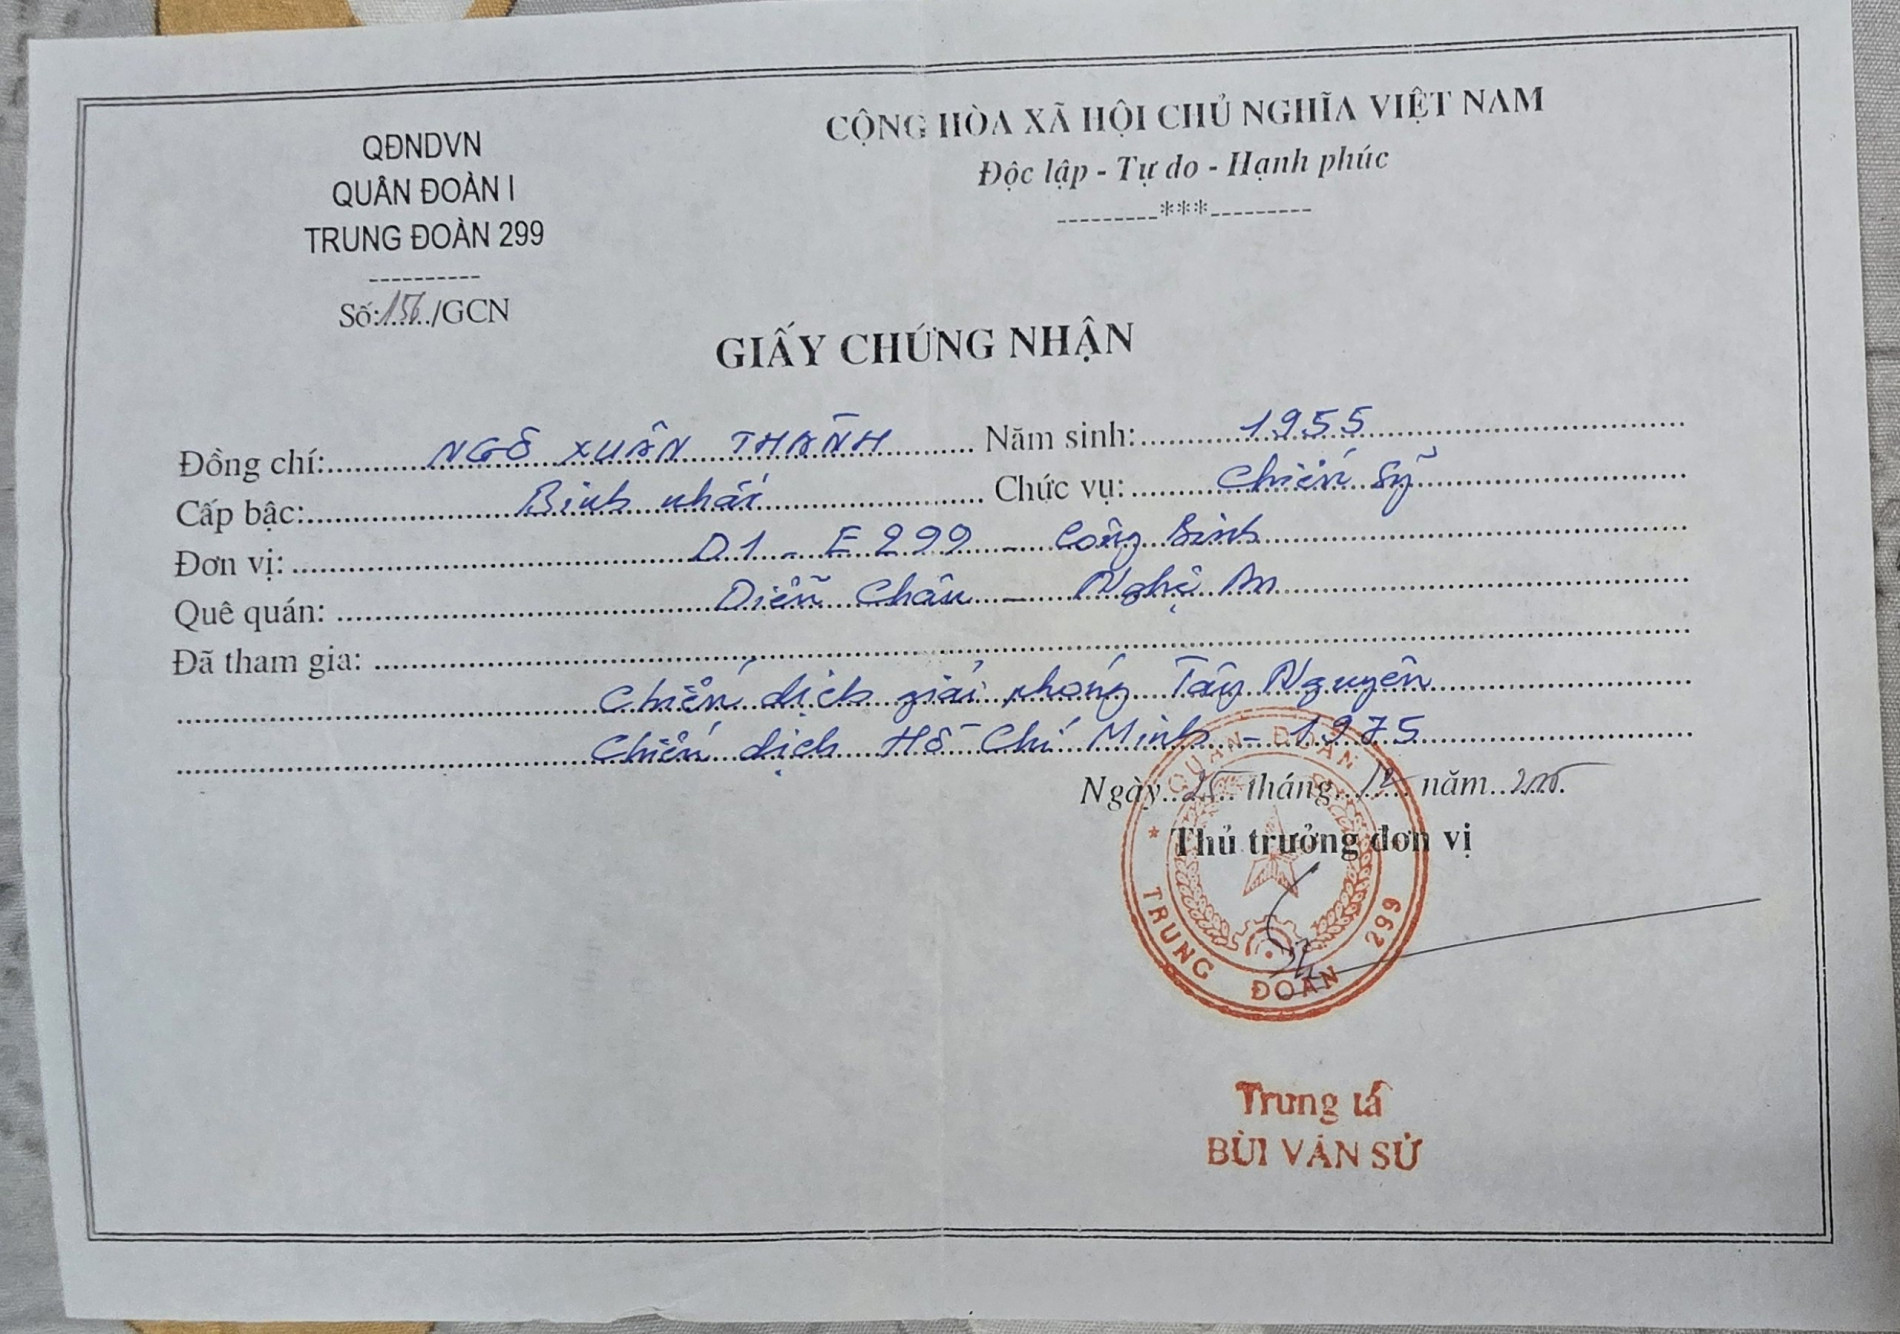 QĐNDVN
QUÂN ĐOÀN I
TRUNG ĐOÀN 299
----------
Số:156/GCN
CỘNG HÒA XÃ HỘI CHỦ NGHĨA VIỆT NAM
Độc lập - Tự do - Hạnh phúc
---------***---------
GIẤY CHỨNG NHẬN
Đồng chí: NGÔ XUÂN THÀNH Năm sinh: 1955
Cấp bậc: Binh nhất Chức vụ: Chiến sỹ
Đơn vị: D1 - E 299 - Công binh
Quê quán: Diễn Châu - Nghệ An
Đã tham gia:
Chiến dịch giải phóng Tây Nguyên
Chiến dịch Hồ Chí Minh - 1975
Ngày 25 tháng 12 năm
Thủ trưởng đơn vị
QUÂN ĐOÀN I
* TRUNG ĐOÀN 299
Trung tá
BÙI VĂN SỬ